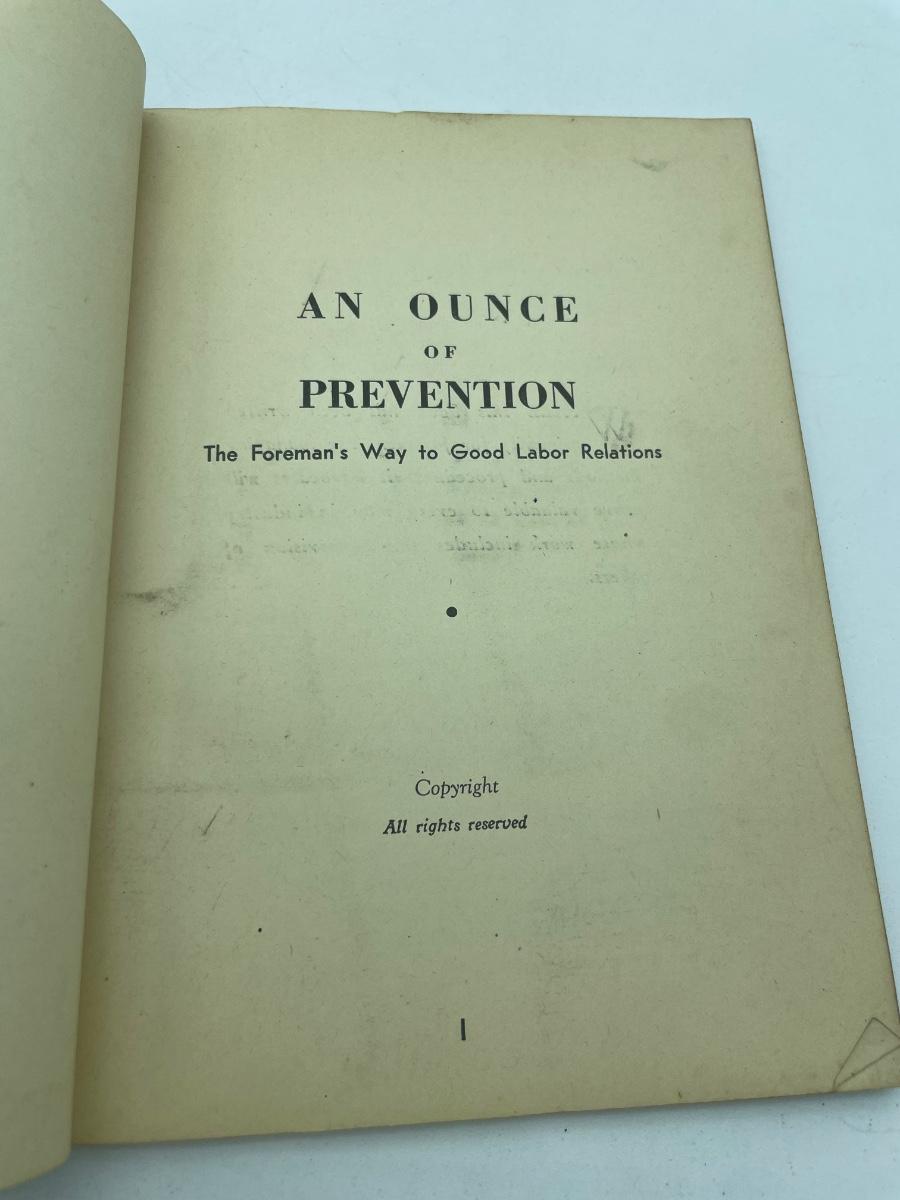 AN OUNCE
OF
PREVENTION
The Foreman's Way to Good Labor Relations
•
Copyright
All rights reserved
1